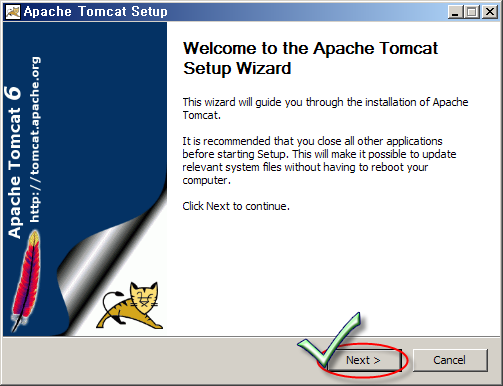 Apache Tomcat Setup
Welcome to the Apache Tomcat
Setup Wizard
This wizard will guide you through the installation of Apache
Tomcat.
It is recommended that you close all other applications
before starting Setup. This will make it possible to update
relevant system files without having to reboot your
computer.
Click Next to continue.
Apache Tomcat 6
http://tomcat.apache.org
Next >
Cancel